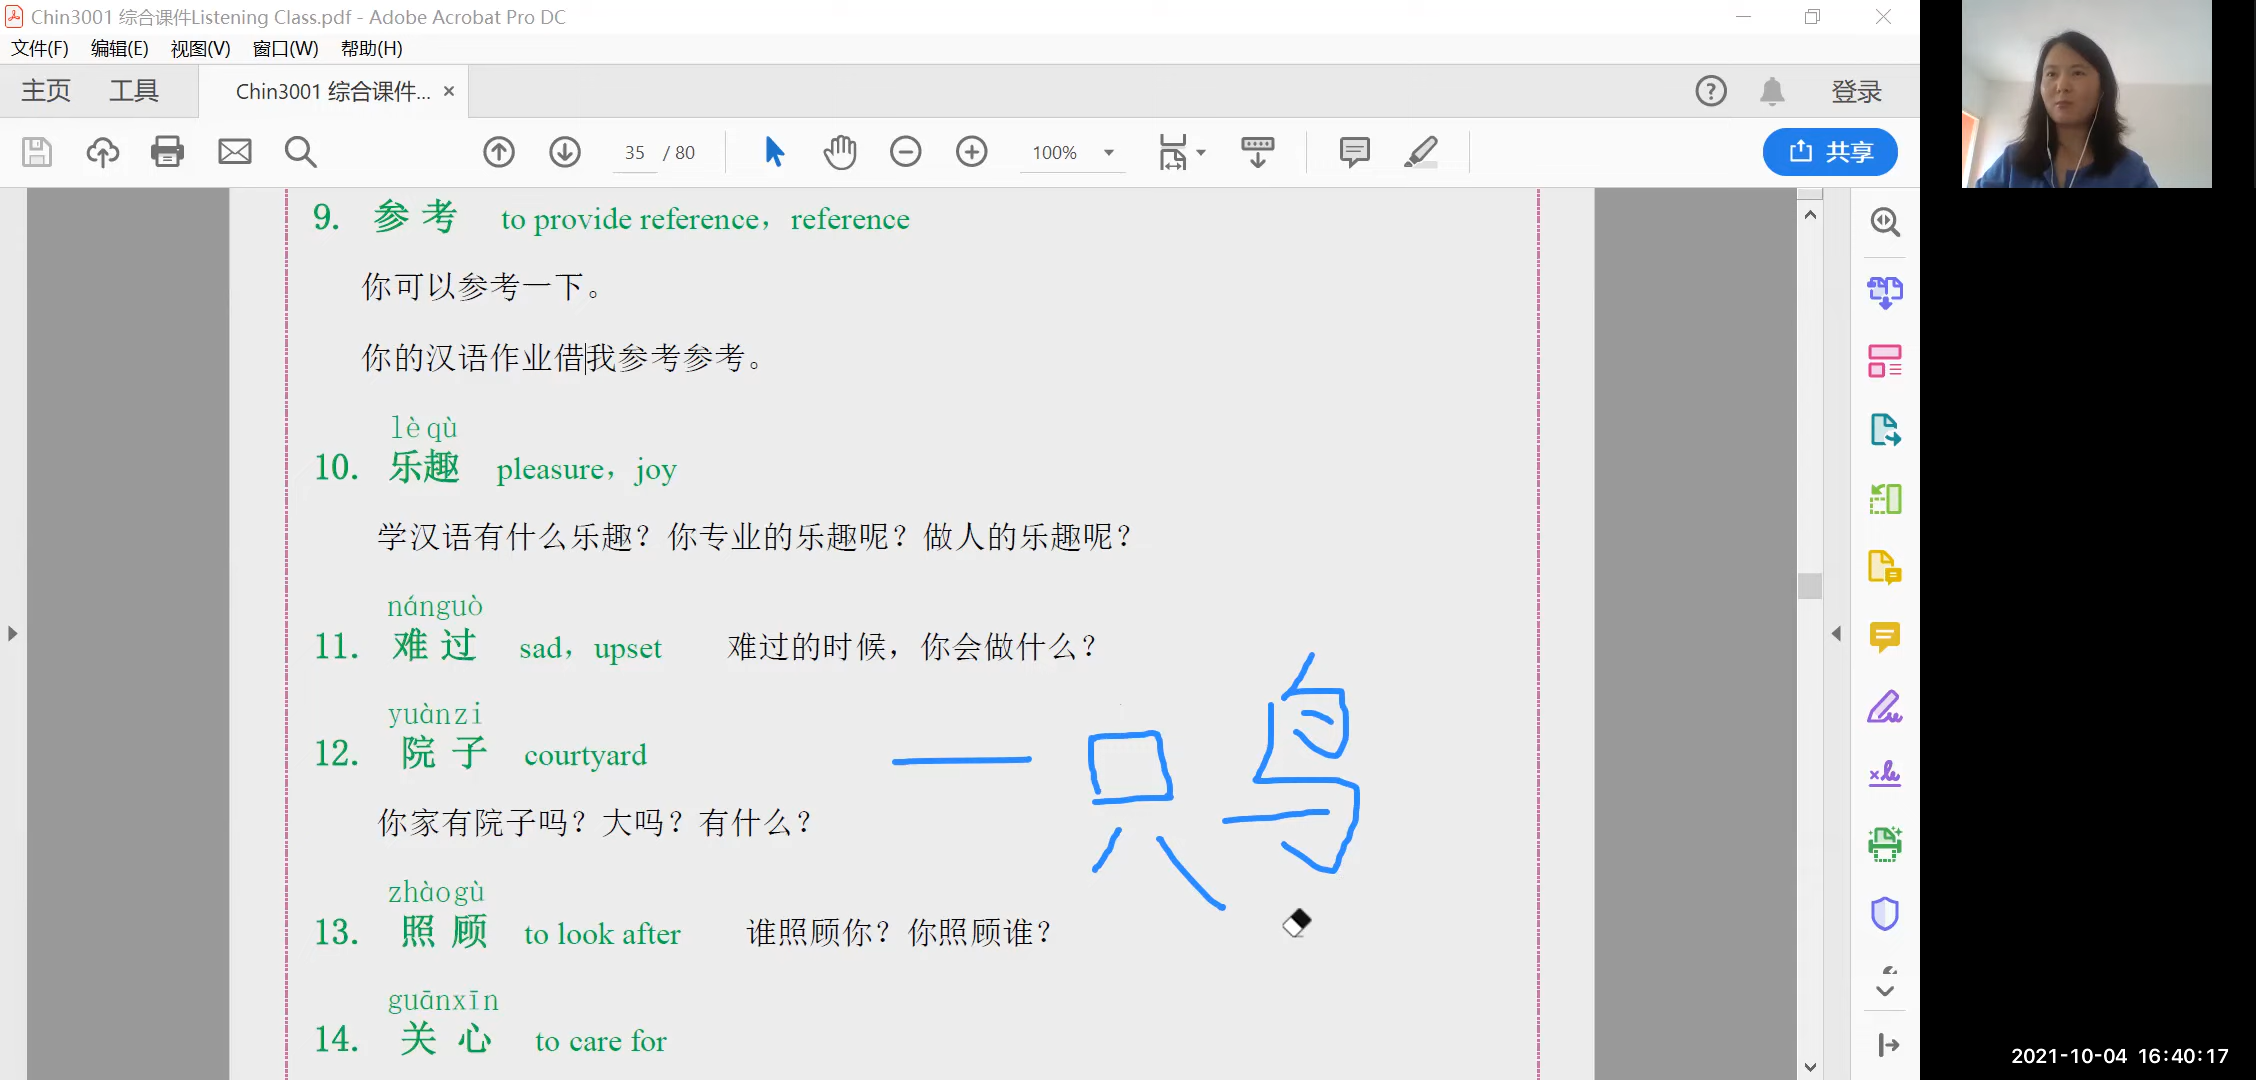 Chin3001 综合课件Listening Class.pdf - Adobe Acrobat Pro DC
文件(F) 编辑(E) 视图(V) 窗口(W) 帮助(H)
主页 工具 Chin3001 综合课件... × 登录
35 / 80 100% 共享
9. 参考 to provide reference，reference
你可以参考一下。
你的汉语作业借我参考参考。
lè qù
10. 乐趣 pleasure，joy
学汉语有什么乐趣？你专业的乐趣呢？做人的乐趣呢？
nánguò
11. 难过 sad，upset 难过的时候，你会做什么？
yuànzi
12. 院子 courtyard
一只鸟
你家有院子吗？大吗？有什么？
zhàogù
13. 照顾 to look after 谁照顾你？你照顾谁？
guānxīn
14. 关心 to care for
2021-10-04 16:40:17